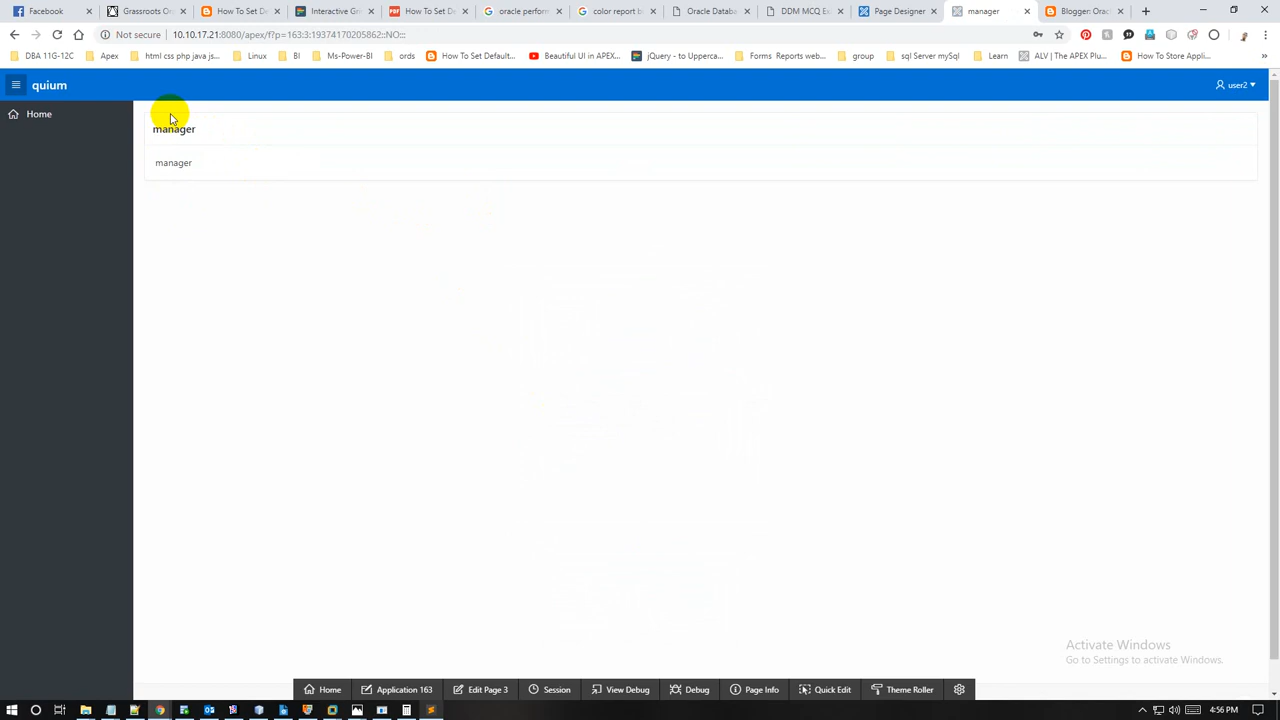 Facebook
Grassroots Or
How To Set D
Interactive Gr
How To Set D
oracle perform
color report b
Oracle Databa
DDM MCQ Ex
Page Designer
manager
Blogger: Orac
Not secure
10.10.17.21:8080/apex/f?p=163:3:19374170205862::NO:::
DBA 11G-12C
Apex
html css php java js
Linux
BI
Ms-Power-BI
ords
How To Set Default...
Beautiful UI in APEX...
jQuery - to Upperca...
Forms Reports web...
group
sql Server mySql
Learn
ALV | The APEX Plu...
How To Store Appli...
quium
user2
Home
manager
manager
Activate Windows
Go to Settings to activate Windows.
Home
Application 163
Edit Page 3
Session
View Debug
Debug
Page Info
Quick Edit
Theme Roller
4:56 PM